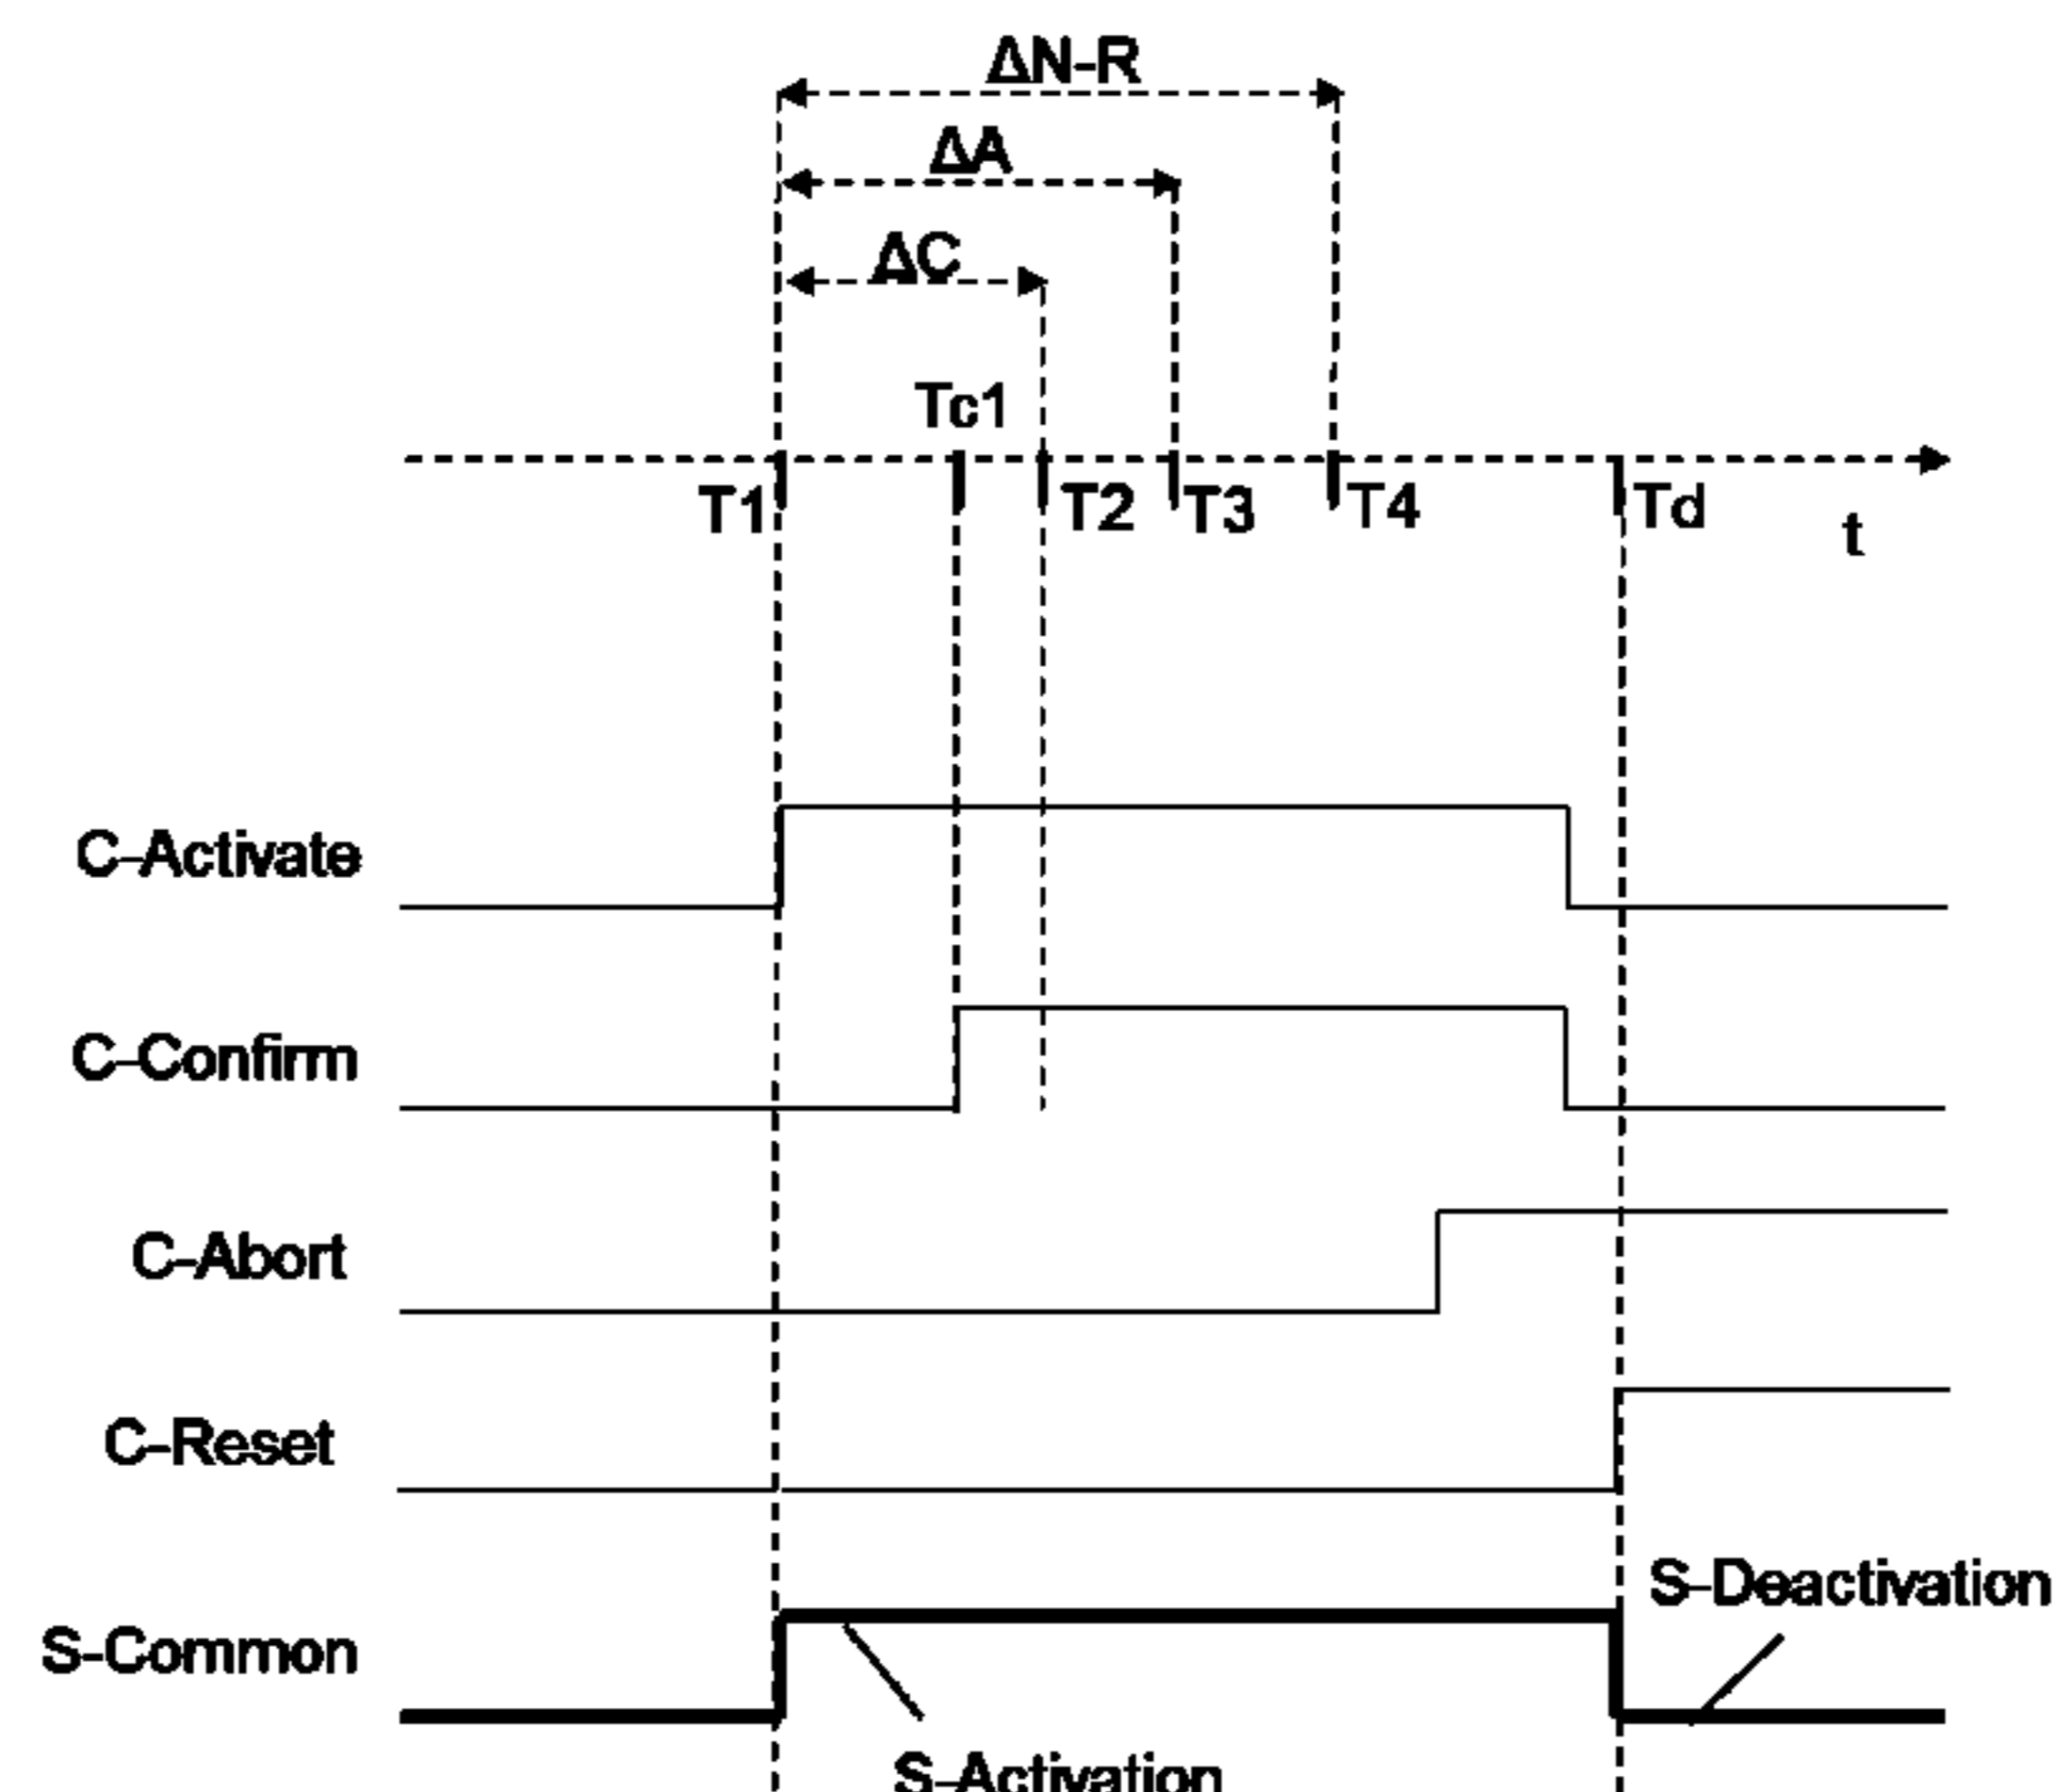 ΔN-R
ΔA
ΔC
Tc1
T1 T2 T3 T4 Td t
C-Activate
C-Confirm
C-Abort
C-Reset
S-Deactivation
S-Common
S-Activation